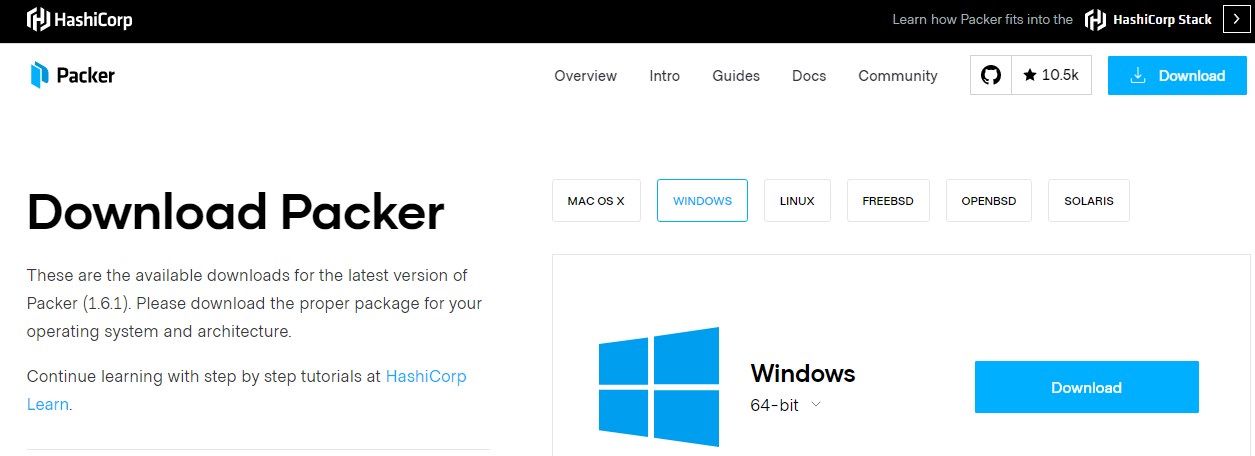 HashiCorp
Learn how Packer fits into the HashiCorp Stack
Packer
Overview Intro Guides Docs Community 10.5k Download
Download Packer
These are the available downloads for the latest version of
Packer (1.6.1). Please download the proper package for your
operating system and architecture.
Continue learning with step by step tutorials at HashiCorp
Learn.
MAC OS X WINDOWS LINUX FREEBSD OPENBSD SOLARIS
Windows
64-bit
Download